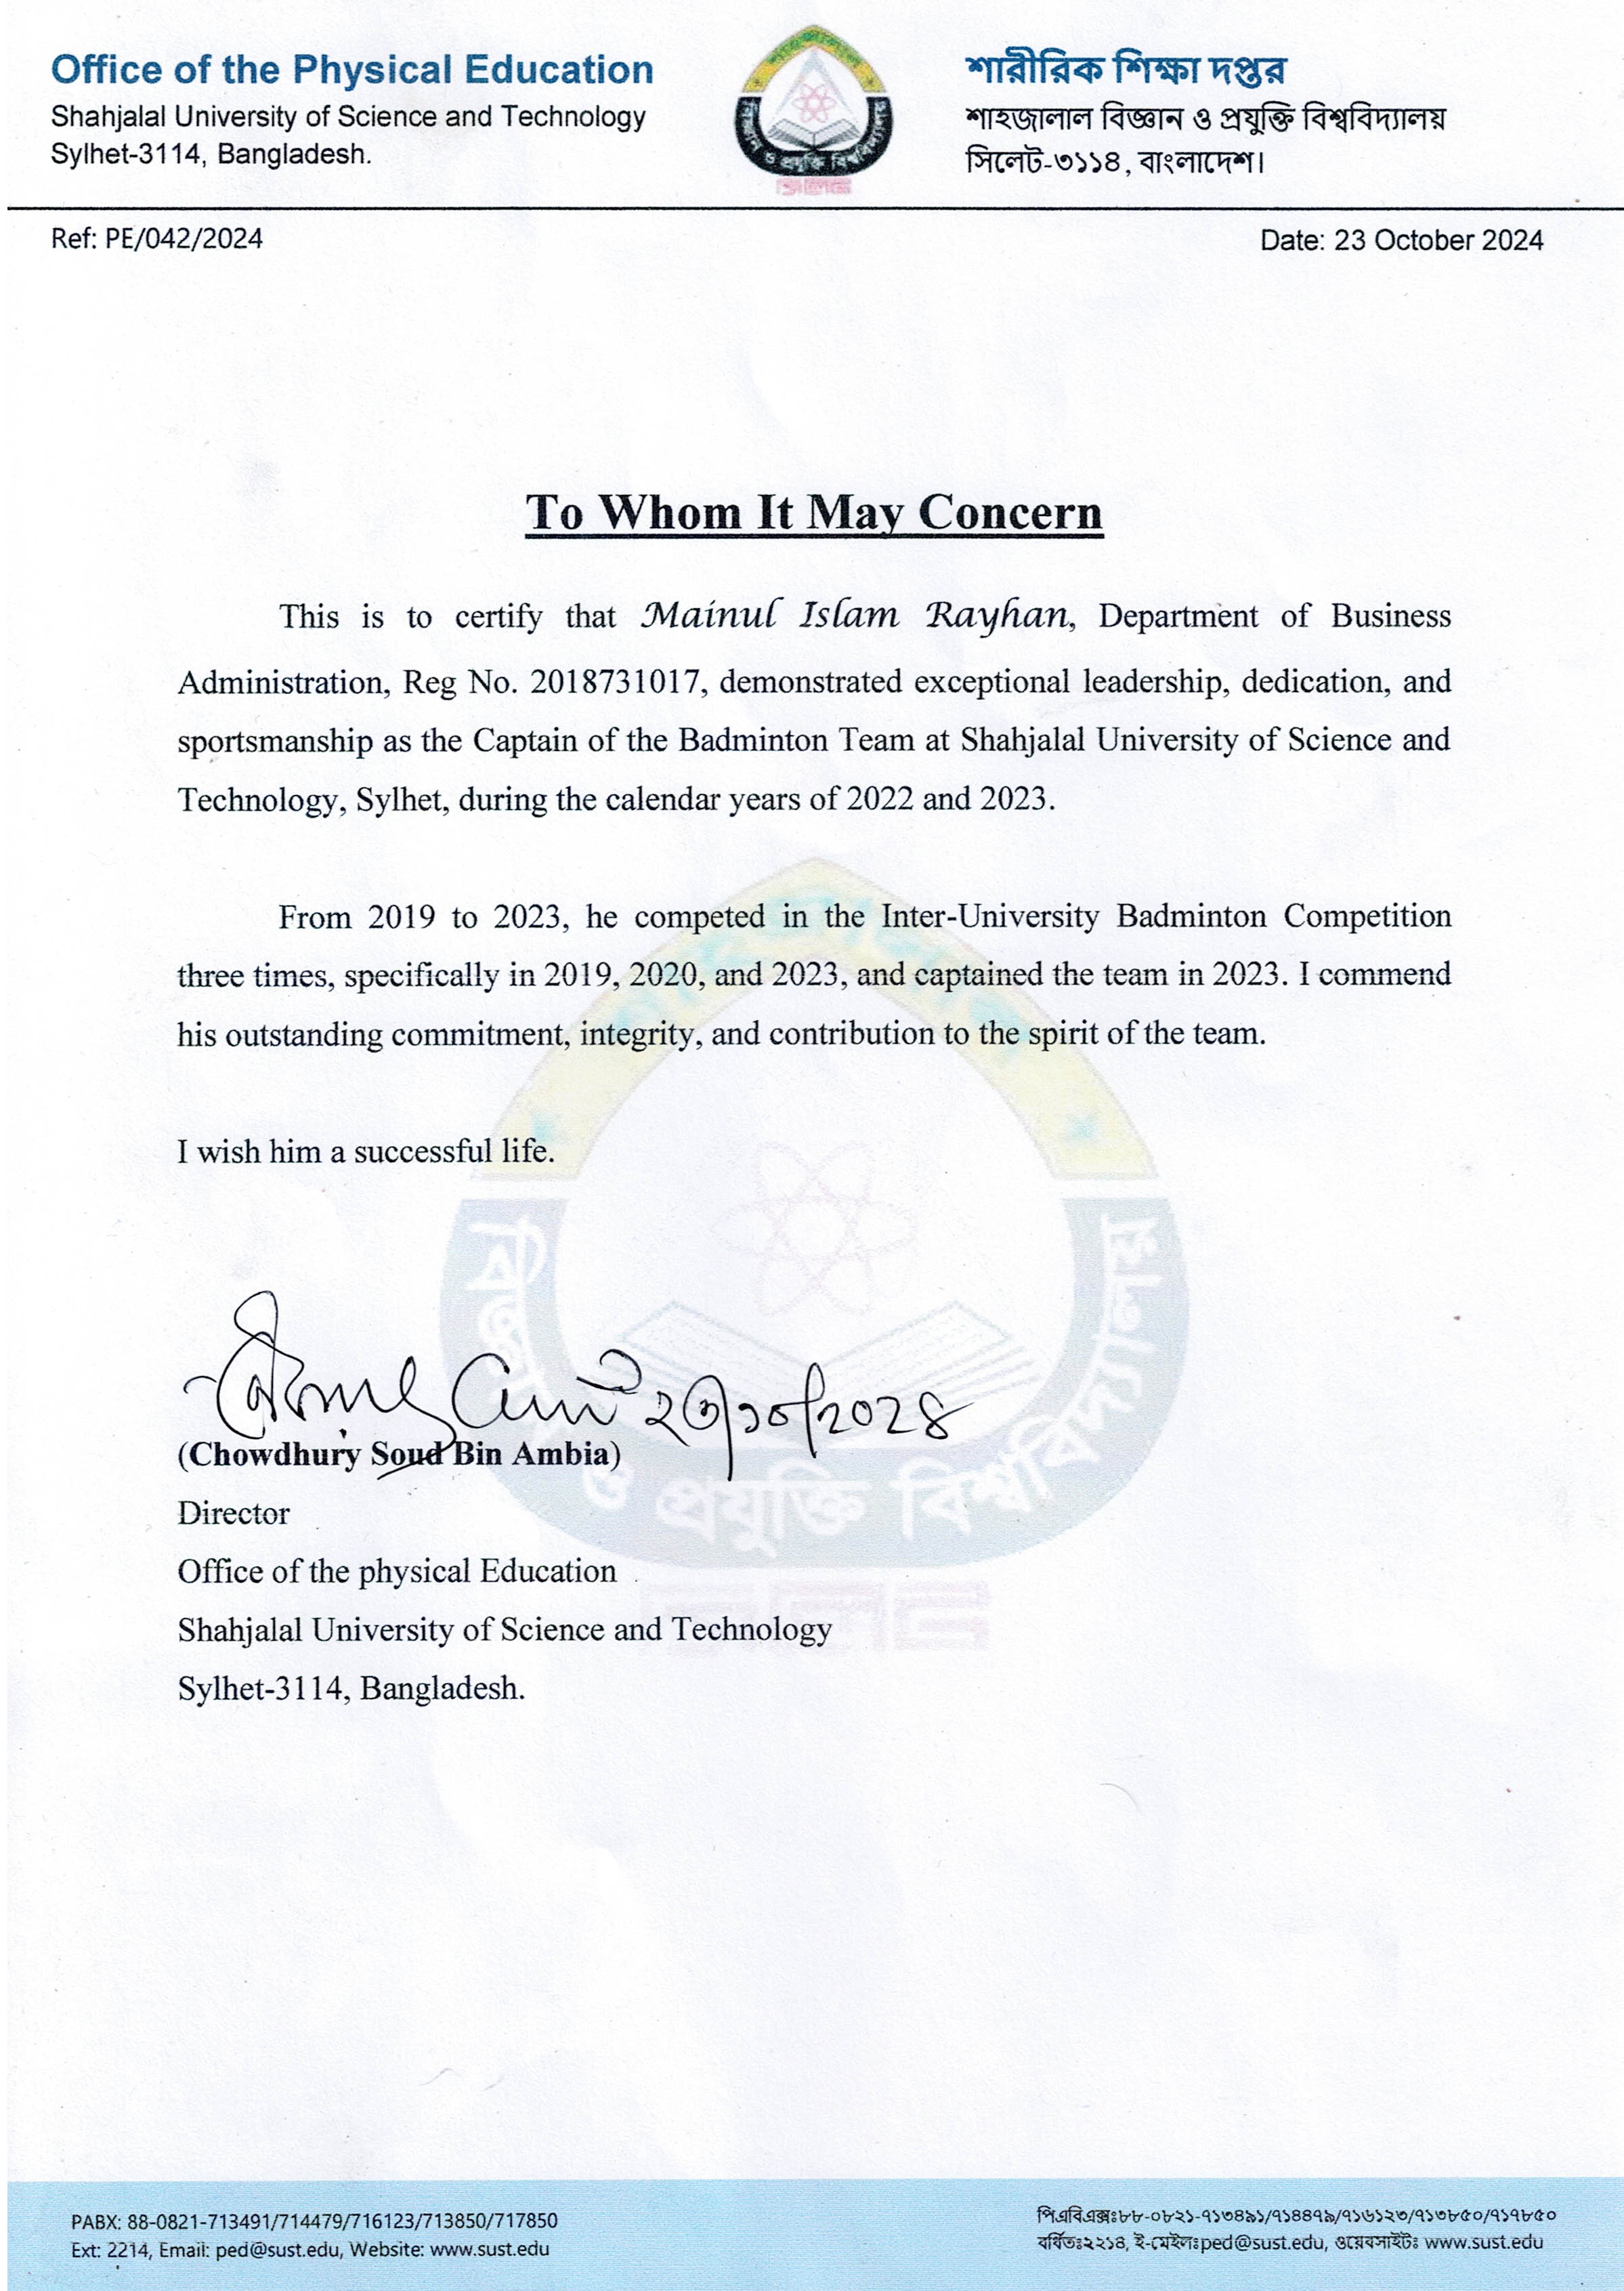 Office of the Physical Education
Shahjalal University of Science and Technology
Sylhet-3114, Bangladesh.
শারীরিক শিক্ষা দপ্তর
শাহজালাল বিজ্ঞান ও প্রযুক্তি বিশ্ববিদ্যালয়
সিলেট-৩১১৪, বাংলাদেশ।
Ref: PE/042/2024
Date: 23 October 2024
To Whom It May Concern
This is to certify that Mainul Islam Rayhan, Department of Business
Administration, Reg No. 2018731017, demonstrated exceptional leadership, dedication, and
sportsmanship as the Captain of the Badminton Team at Shahjalal University of Science and
Technology, Sylhet, during the calendar years of 2022 and 2023.
From 2019 to 2023, he competed in the Inter-University Badminton Competition
three times, specifically in 2019, 2020, and 2023, and captained the team in 2023. I commend
his outstanding commitment, integrity, and contribution to the spirit of the team.
I wish him a successful life.
২৩/১০/২০২৪
(Chowdhury Soud Bin Ambia)
Director
Office of the physical Education
Shahjalal University of Science and Technology
Sylhet-3114, Bangladesh.
ও প্রযুক্তি বিশ্ববিদ্যালয়
PABX: 88-0821-713491/714479/716123/713850/717850
Ext: 2214, Email: ped@sust.edu, Website: www.sust.edu
পিএবিএক্সঃ৮৮-০৮২১-৭১৩৪৯১/৭১৪৪৭৯/৭১৬১২৩/৭১৩৮৫০/৭১৭৮৫০
বর্ধিতঃ২২১৪, ই-মেইলঃped@sust.edu, ওয়েবসাইটঃ www.sust.edu